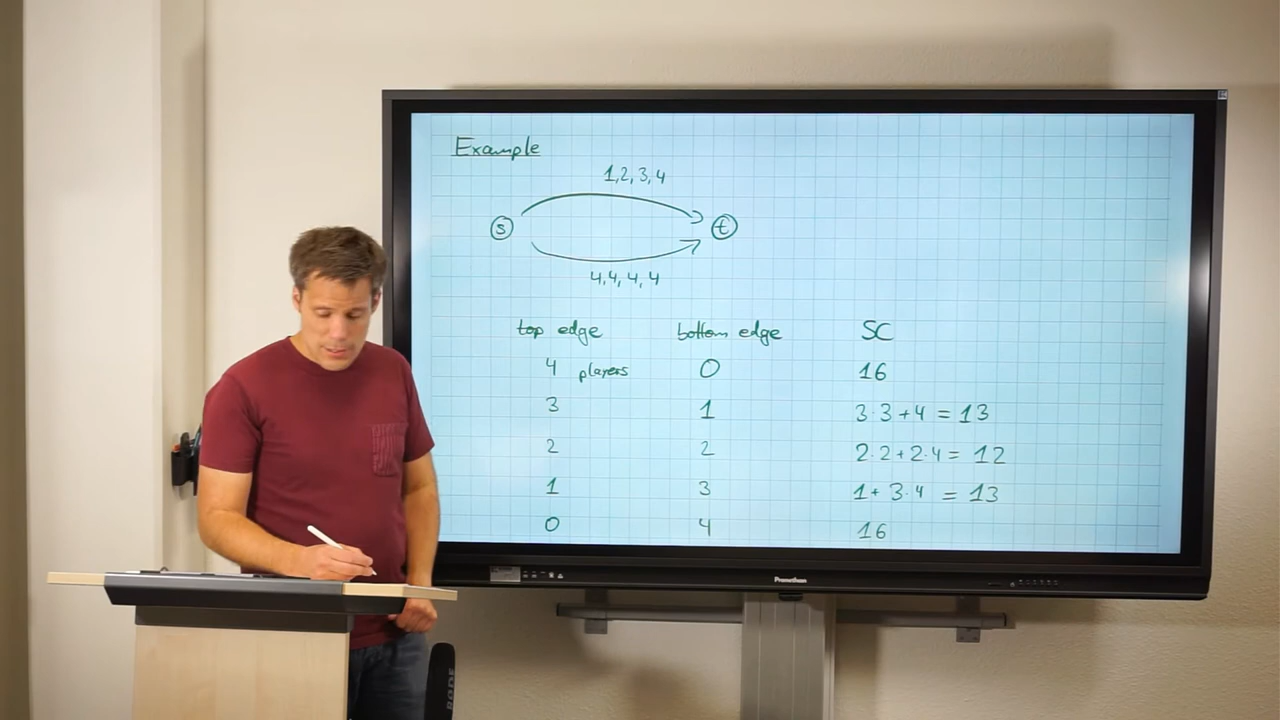 Example
1,2,3,4
s t
4,4,4,4
top edge bottom edge SC
4 players 0 16
3 1 3·3+4 = 13
2 2 2·2+2·4 = 12
1 3 1+3·4 = 13
0 4 16
Promethean
RODE